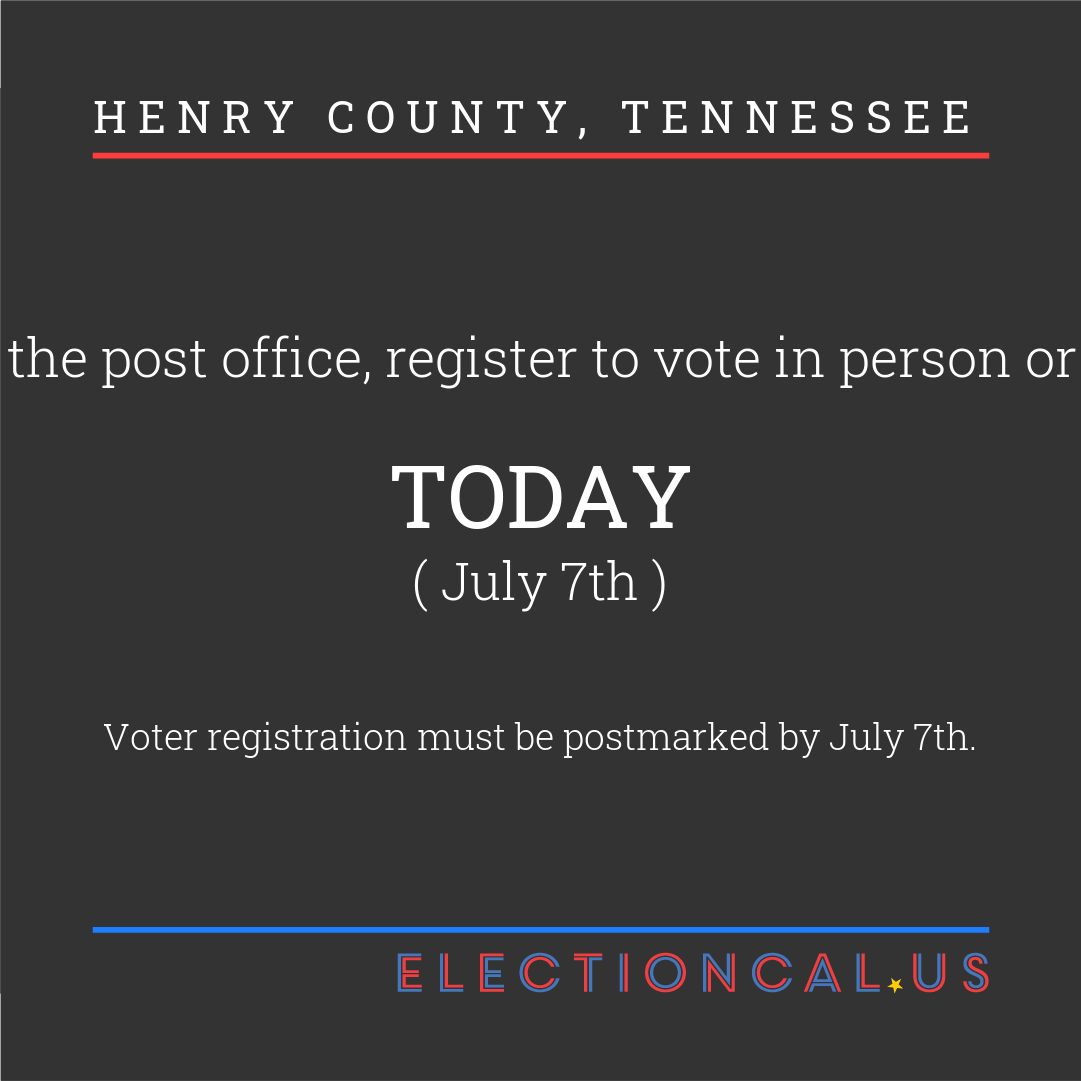 HENRY COUNTY, TENNESSEE
the post office, register to vote in person or
TODAY
( July 7th )
Voter registration must be postmarked by July 7th.
ELECTIONCAL.US